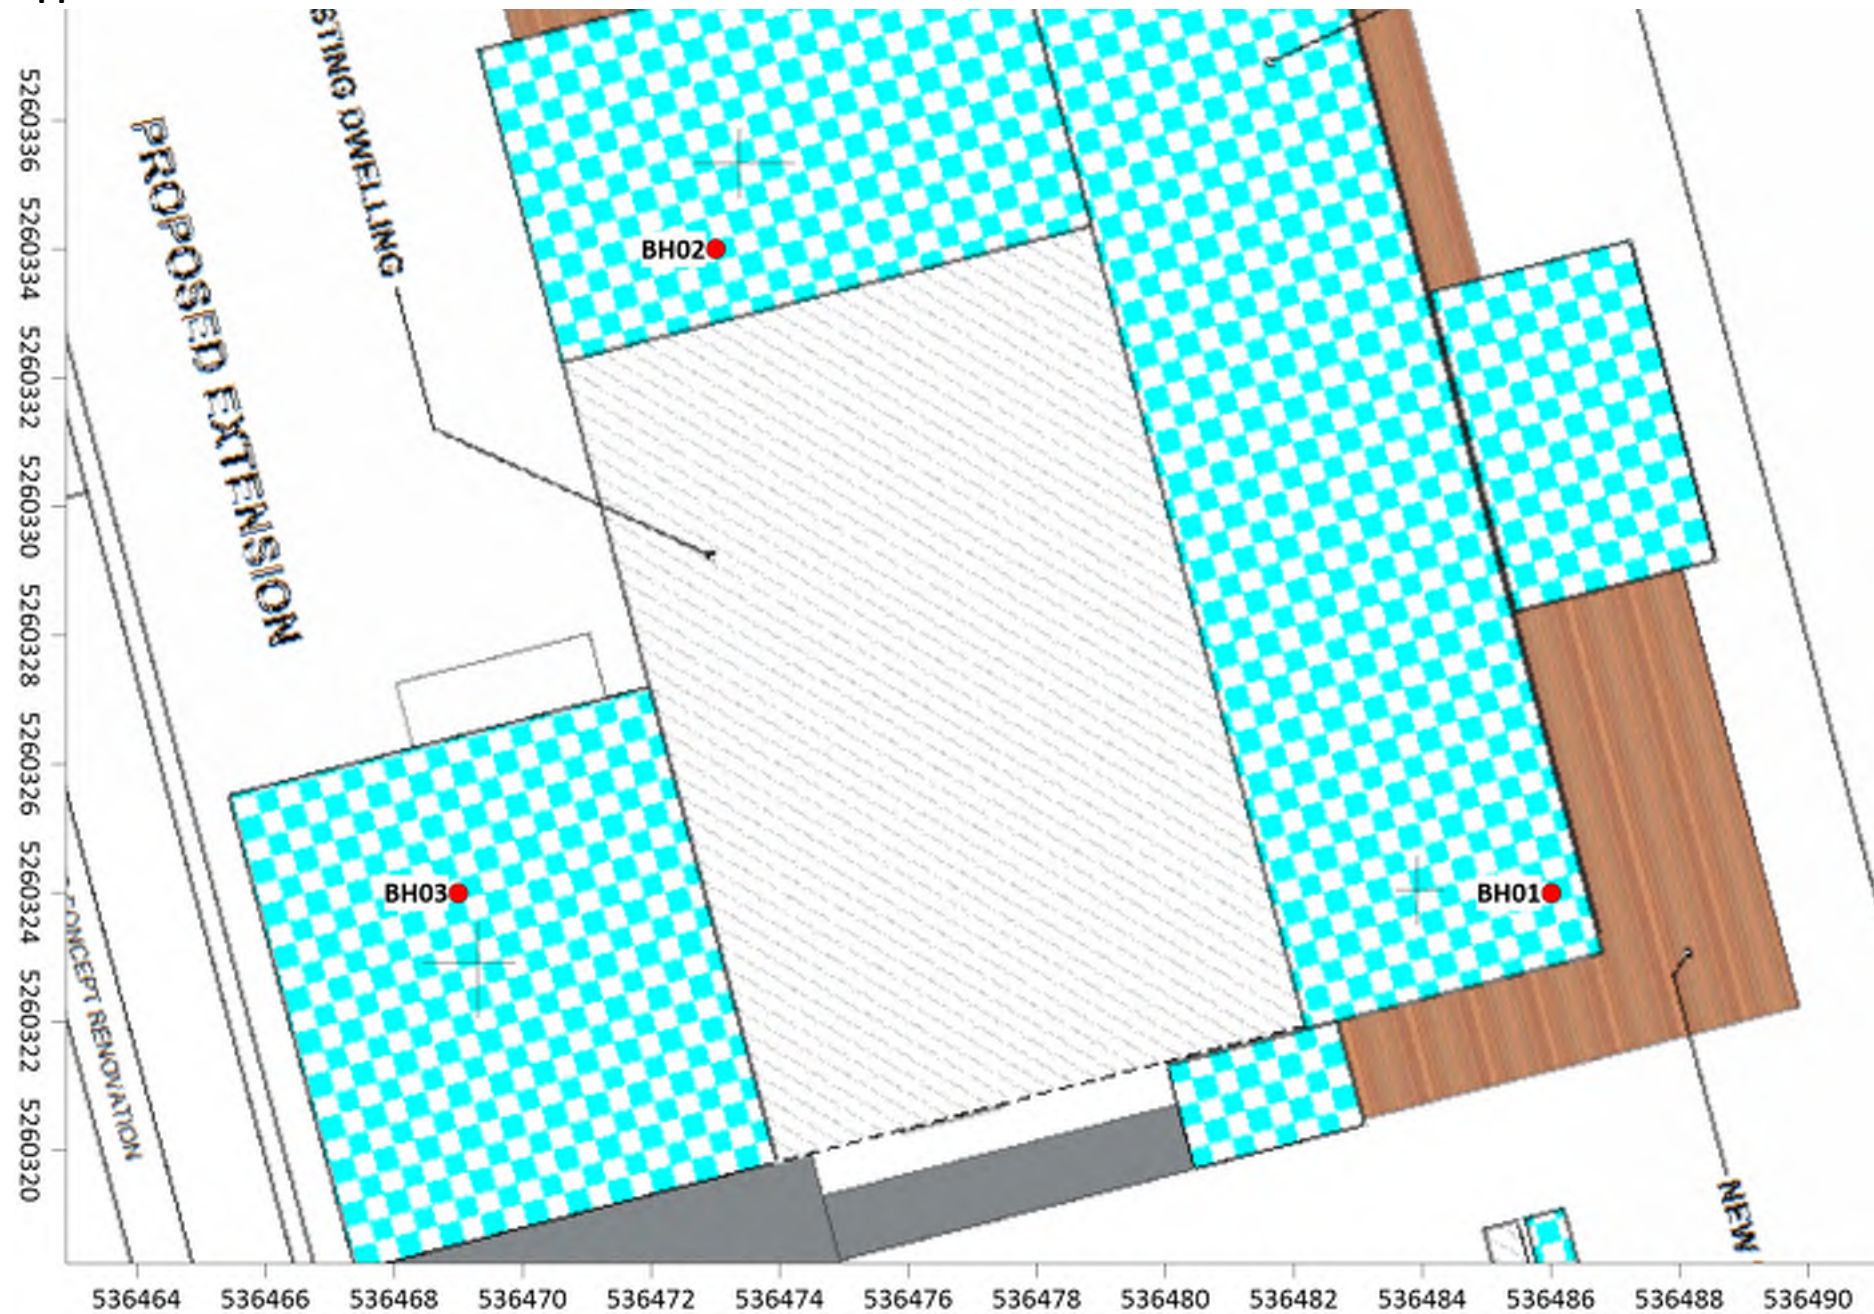 STING DWELLING
PROPOSED EXTENSION
BH02
BH03
BH01
CONCEPT RENOVATION
NEW
5260336
5260334
5260332
5260330
5260328
5260326
5260324
5260322
5260320
536464 536466 536468 536470 536472 536474 536476 536478 536480 536482 536484 536486 536488 536490